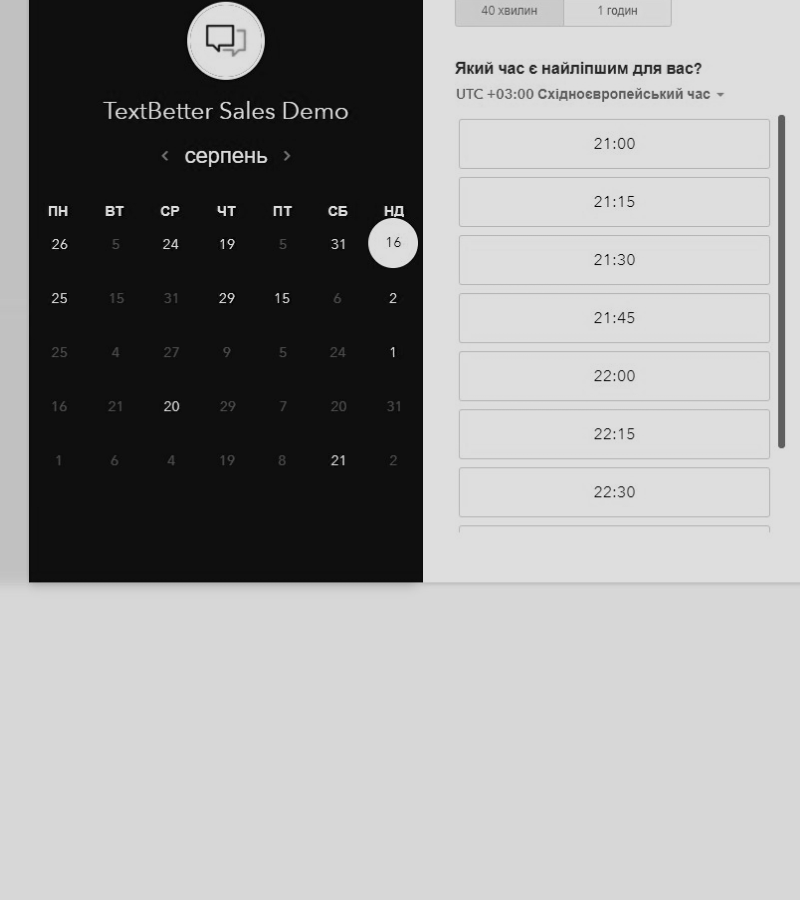 TextBetter Sales Demo
серпень
ПН ВТ СР ЧТ ПТ СБ НД
26 5 24 19 5 31 16
25 15 31 29 15 6 2
25 4 27 9 5 24 1
16 21 20 29 7 20 31
1 6 4 19 8 21 2
40 хвилин 1 годин
Який час є найліпшим для вас?
UTC +03:00 Східноєвропейський час
21:00
21:15
21:30
21:45
22:00
22:15
22:30